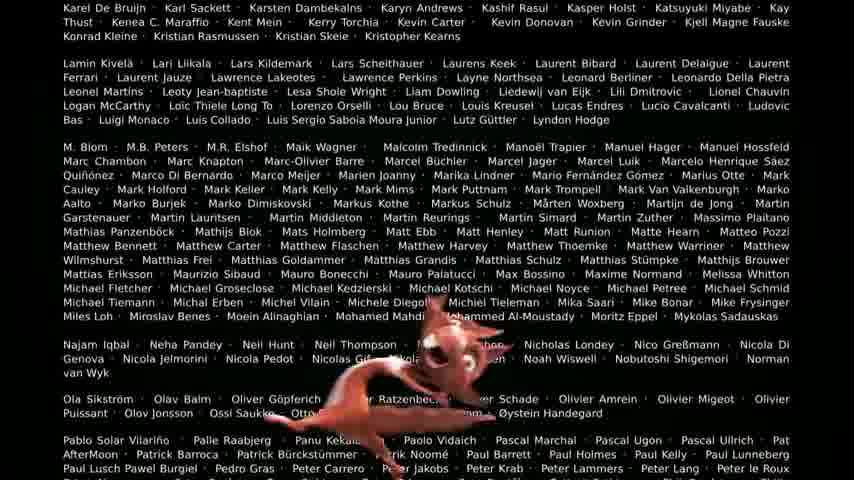 Karel De Bruijn · Karl Sackett · Karsten Dambekalns · Karyn Andrews · Kashif Rasul · Kasper Holst · Katsuyuki Miyabe · Kay
Thust · Kenea C. Maraffio · Kent Mein · Kerry Torchia · Kevin Carter · Kevin Donovan · Kevin Grinder · Kjell Magne Fauske
Konrad Kleine · Kristian Rasmussen · Kristian Skeie · Kristopher Kearns
Lamin Kivelä · Lari Liikala · Lars Kildemark · Lars Scheithauer · Laurens Keek · Laurent Bibard · Laurent Delaigue · Laurent
Ferrari · Laurent Jauze · Lawrence Lakeotes · Lawrence Perkins · Layne Northsea · Leonard Berliner · Leonardo Della Pietra
Leonel Martins · Leoty Jean-baptiste · Lesa Shole Wright · Liam Dowling · Liedewij van Eijk · Lili Dmitrovic · Lionel Chauvin
Logan McCarthy · Loïc Thiele Long To · Lorenzo Orselli · Lou Bruce · Louis Kreusel · Lucas Endres · Lucio Cavalcanti · Ludovic
Bas · Luigi Monaco · Luis Collado · Luis Sergio Saboia Moura Junior · Lutz Güttler · Lyndon Hodge
M. Blom · M.B. Peters · M.R. Elshof · Maik Wagner · Malcolm Tredinnick · Manoël Trapier · Manuel Hager · Manuel Hossfeld
Marc Chambon · Marc Knapton · Marc-Olivier Barre · Marcel Büchler · Marcel Jager · Marcel Luik · Marcelo Henrique Sáez
Quiñónez · Marco Di Bernardo · Marco Meijer · Marien Joanny · Marika Lindner · Mario Fernández Gómez · Marius Otte · Mark
Cauley · Mark Holford · Mark Keller · Mark Kelly · Mark Mims · Mark Puttnam · Mark Trompell · Mark Van Valkenburgh · Marko
Aalto · Marko Burjek · Marko Dimiskovski · Markus Kothe · Markus Schulz · Mårten Woxberg · Martijn de Jong · Martin
Garstenauer · Martin Lauritsen · Martin Middleton · Martin Reurings · Martin Simard · Martin Zuther · Massimo Plaitano
Mathias Panzenböck · Mathijs Blok · Mats Holmberg · Matt Ebb · Matt Henley · Matt Runion · Matte Hearn · Matteo Pozzi
Matthew Bennett · Matthew Carter · Matthew Flaschen · Matthew Harvey · Matthew Thoemke · Matthew Warriner · Matthew
Wilmshurst · Matthias Frei · Matthias Goldammer · Matthias Grandis · Matthias Schulz · Matthias Stümpke · Matthijs Brouwer
Mattias Eriksson · Maurizio Sibaud · Mauro Bonecchi · Mauro Palatucci · Max Bossino · Maxime Normand · Melissa Whitton
Michael Fletcher · Michael Groseclose · Michael Kedzierski · Michael Kotschi · Michael Noyce · Michael Petree · Michael Schmid
Michael Tiemann · Michal Erben · Michel Vilain · Michele Diegoli · Michiel Tieleman · Mika Saari · Mike Bonar · Mike Frysinger
Miles Loh · Miroslav Benes · Moein Alinaghian · Mohamed Mahdi · Mohammed Al-Moustady · Moritz Eppel · Mykolas Sadauskas
Najam Iqbal · Neha Pandey · Neil Hunt · Neil Thompson · Nicholas Londey · Nico Greßmann · Nicola Di
Genova · Nicola Jelmorini · Nicola Pedot · Nicolas · Noah Wiswell · Nobutoshi Shigemori · Norman
van Wyk
Ola Sikström · Olav Balm · Oliver Göpferich · Ratzenbeck · Schade · Olivier Amrein · Olivier Migeot · Olivier
Puissant · Olov Jonsson · Ossi Saukko · Otto · Øystein Handegard
Pablo Solar Vilariño · Palle Raabjerg · Panu · Paolo Vidaich · Pascal Marchal · Pascal Ugon · Pascal Ullrich · Pat
AfterMoon · Patrick Barroca · Patrick Bürckstümmer · Patrik Noomé · Paul Barrett · Paul Holmes · Paul Kelly · Paul Lunneberg
Paul Lusch Pawel Burgiel · Pedro Gras · Peter Carrero · Peter Jakobs · Peter Krab · Peter Lammers · Peter Lang · Peter le Roux